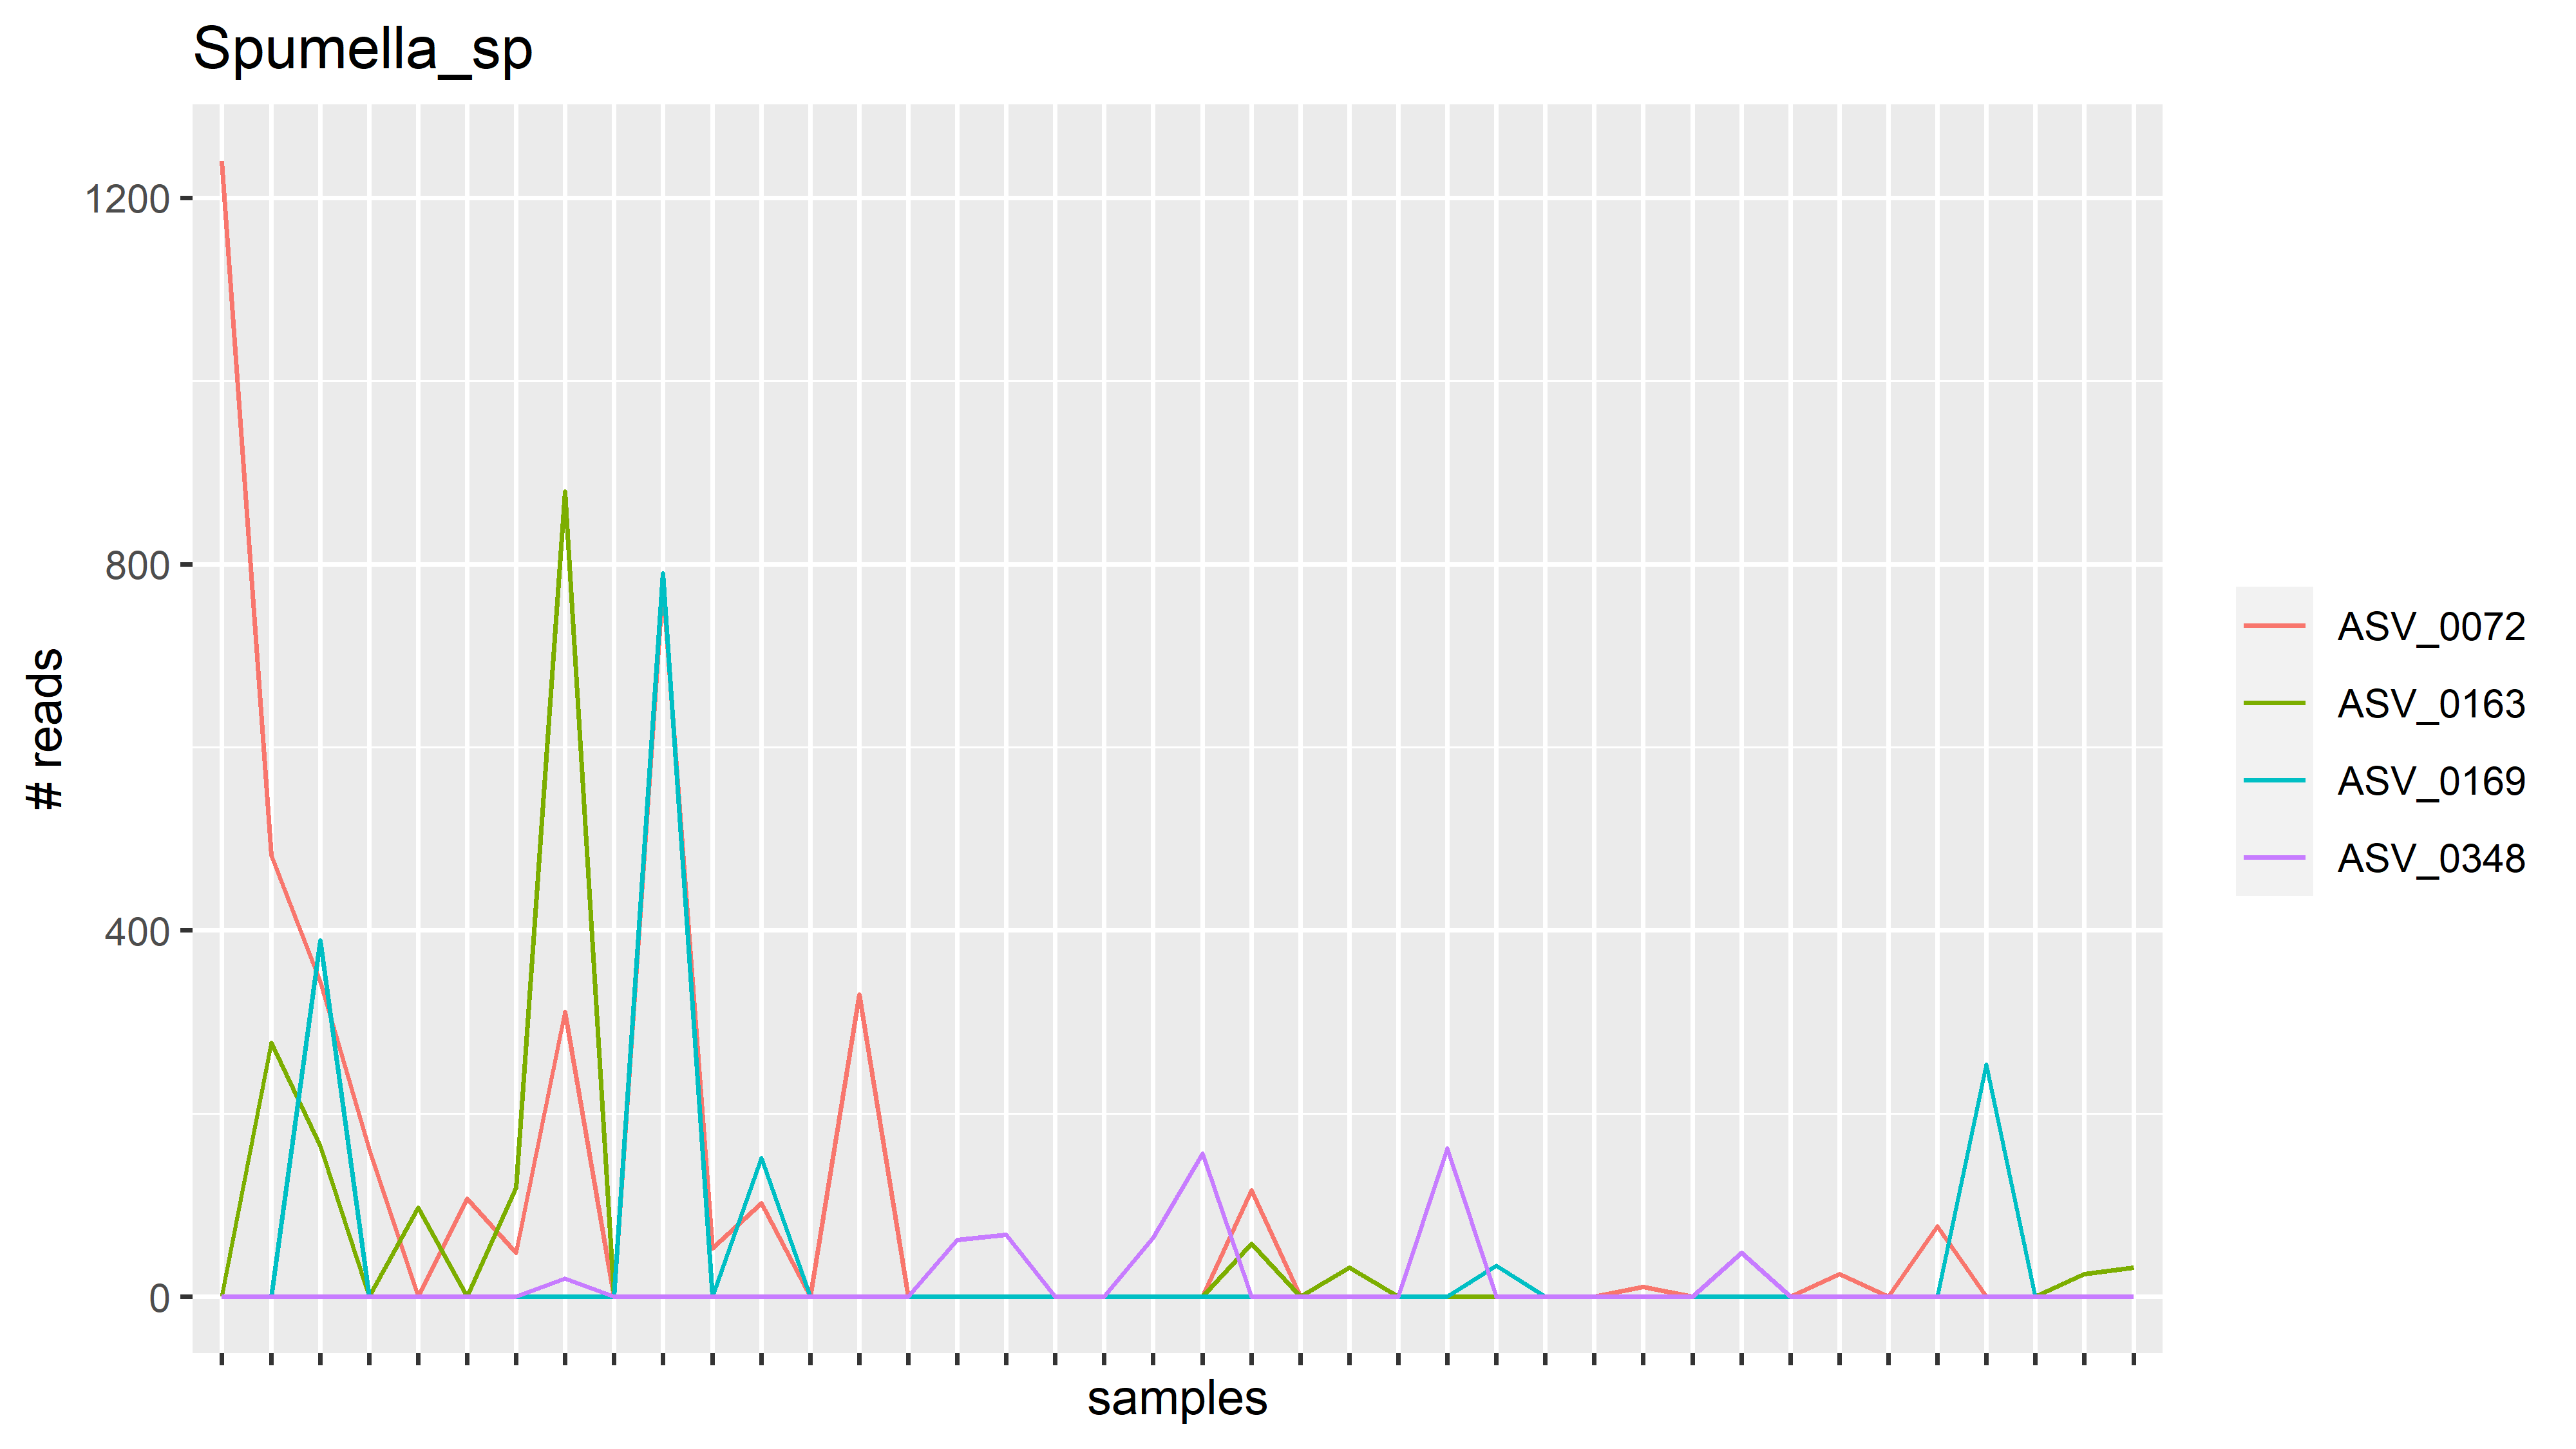 Spumella_sp
1200
800
400
0
# reads
samples
ASV_0072
ASV_0163
ASV_0169
ASV_0348